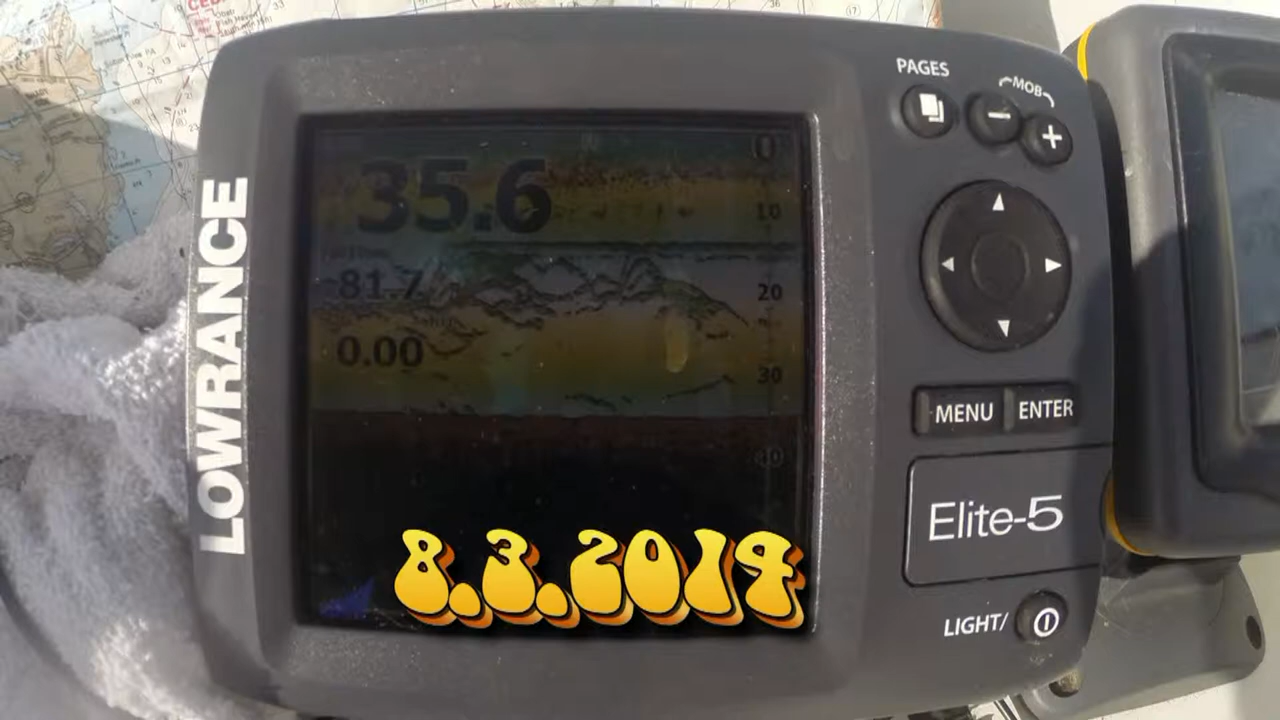 LOWRANCE
PAGES
MOB
35.6
81.7
0.00
0
10
20
30
40
MENU
ENTER
Elite-5
LIGHT/
8.3.2019